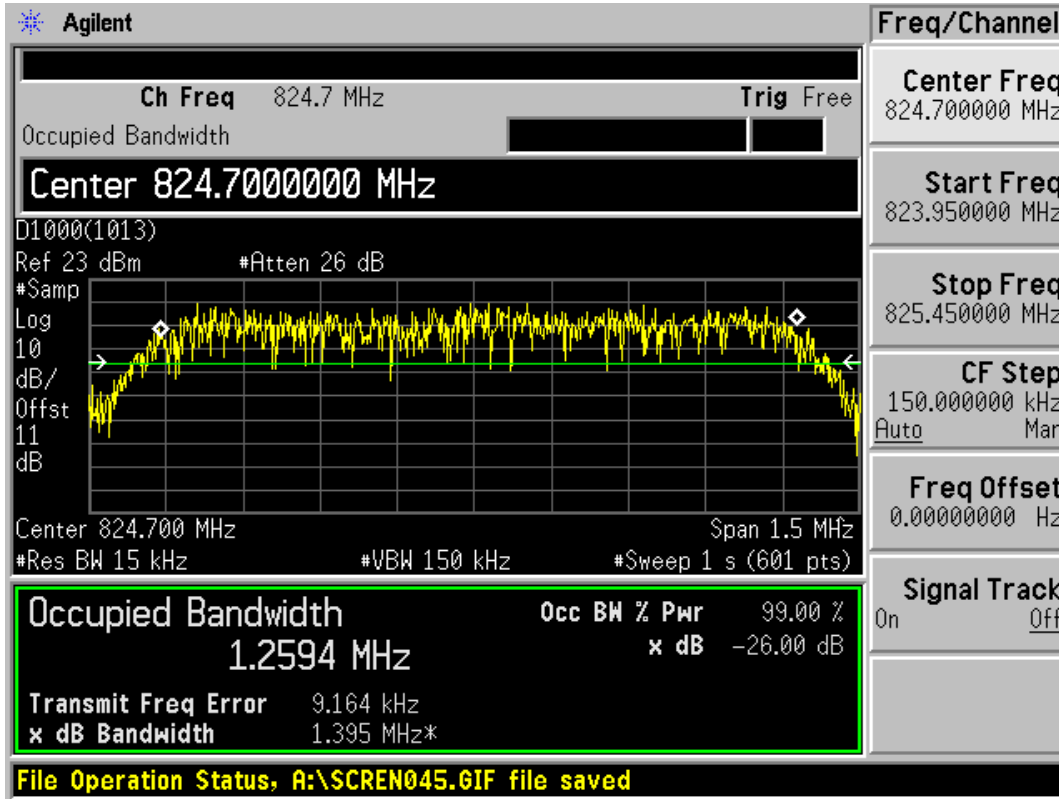 Agilent
Freq/Channel
Ch Freq 824.7 MHz Trig Free
Occupied Bandwidth
Center 824.7000000 MHz
D1000(1013)
Ref 23 dBm #Atten 26 dB
#Samp
Log
10
dB/
Offst
11
dB
Center 824.700 MHz Span 1.5 MHz
#Res BW 15 kHz #VBW 150 kHz #Sweep 1 s (601 pts)
Occupied Bandwidth
1.2594 MHz
Occ BW % Pwr 99.00 %
x dB -26.00 dB
Transmit Freq Error 9.164 kHz
x dB Bandwidth 1.395 MHz*
File Operation Status, A:\SCREN045.GIF file saved
Center Freq
824.700000 MHz
Start Freq
823.950000 MHz
Stop Freq
825.450000 MHz
CF Step
150.000000 kHz
Auto Man
Freq Offset
0.00000000 Hz
Signal Track
On Off